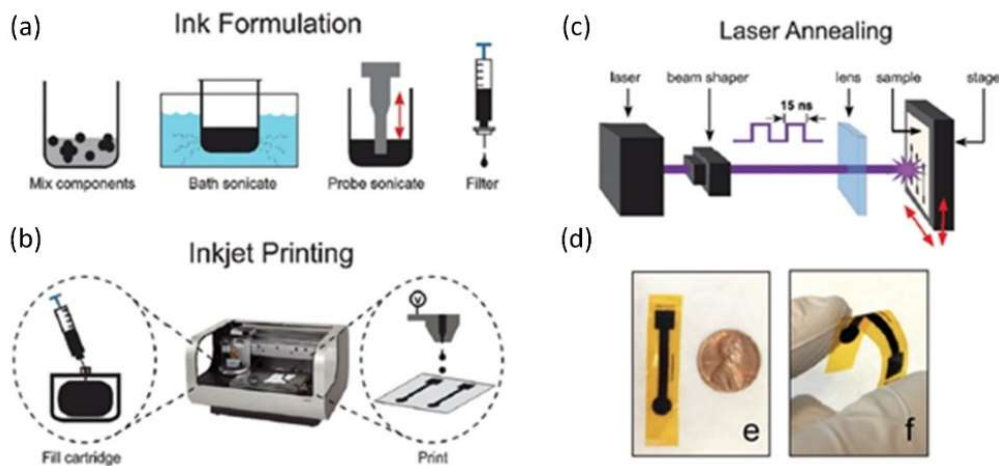 (a)
Ink Formulation
Mix components
Bath sonicate
Probe sonicate
Filter
(b)
Inkjet Printing
Fill cartridge
V
Print
(c)
Laser Annealing
laser
beam shaper
lens
sample
stage
15 ns
(d)
e
f